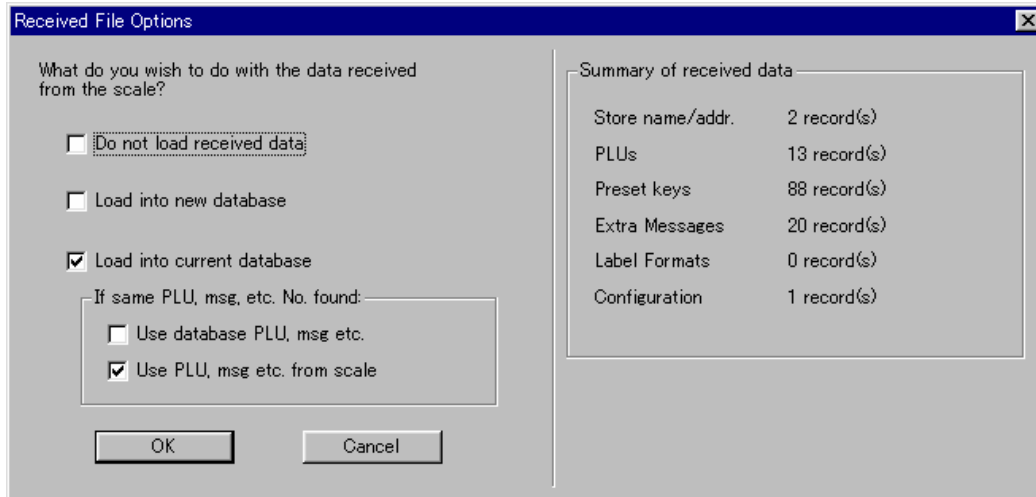 Received File Options
What do you wish to do with the data received
from the scale?
Do not load received data
Load into new database
Load into current database
If same PLU, msg, etc. No. found:
Use database PLU, msg etc.
Use PLU, msg etc. from scale
OK
Cancel
Summary of received data
Store name/addr. 2 record(s)
PLUs 13 record(s)
Preset keys 88 record(s)
Extra Messages 20 record(s)
Label Formats 0 record(s)
Configuration 1 record(s)